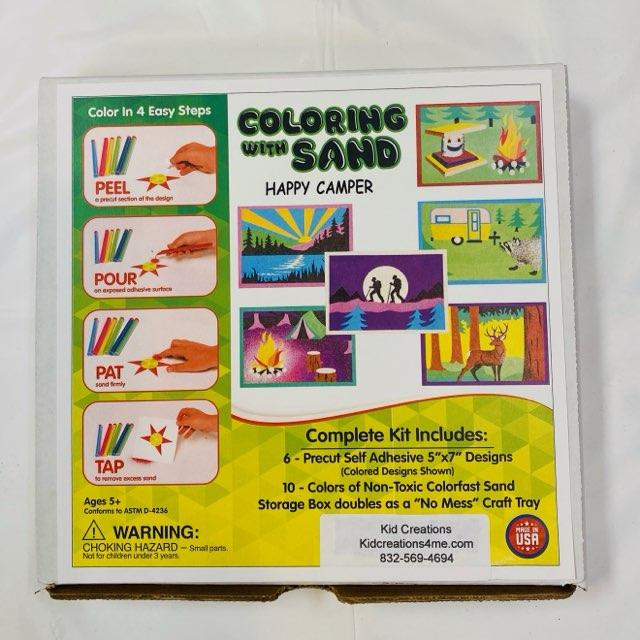 Color In 4 Easy Steps
PEEL
a precut section of the design
POUR
on exposed adhesive surface
PAT
sand firmly
TAP
to remove excess sand
Ages 5+
Conforms to ASTM D-4236
WARNING:
CHOKING HAZARD — Small parts.
Not for children under 3 years.
COLORING
WITH SAND
HAPPY CAMPER
Complete Kit Includes:
6 - Precut Self Adhesive 5"x7" Designs
(Colored Designs Shown)
10 - Colors of Non-Toxic Colorfast Sand
Storage Box doubles as a "No Mess" Craft Tray
Kid Creations
Kidcreations4me.com
832-569-4694
MADE IN
USA